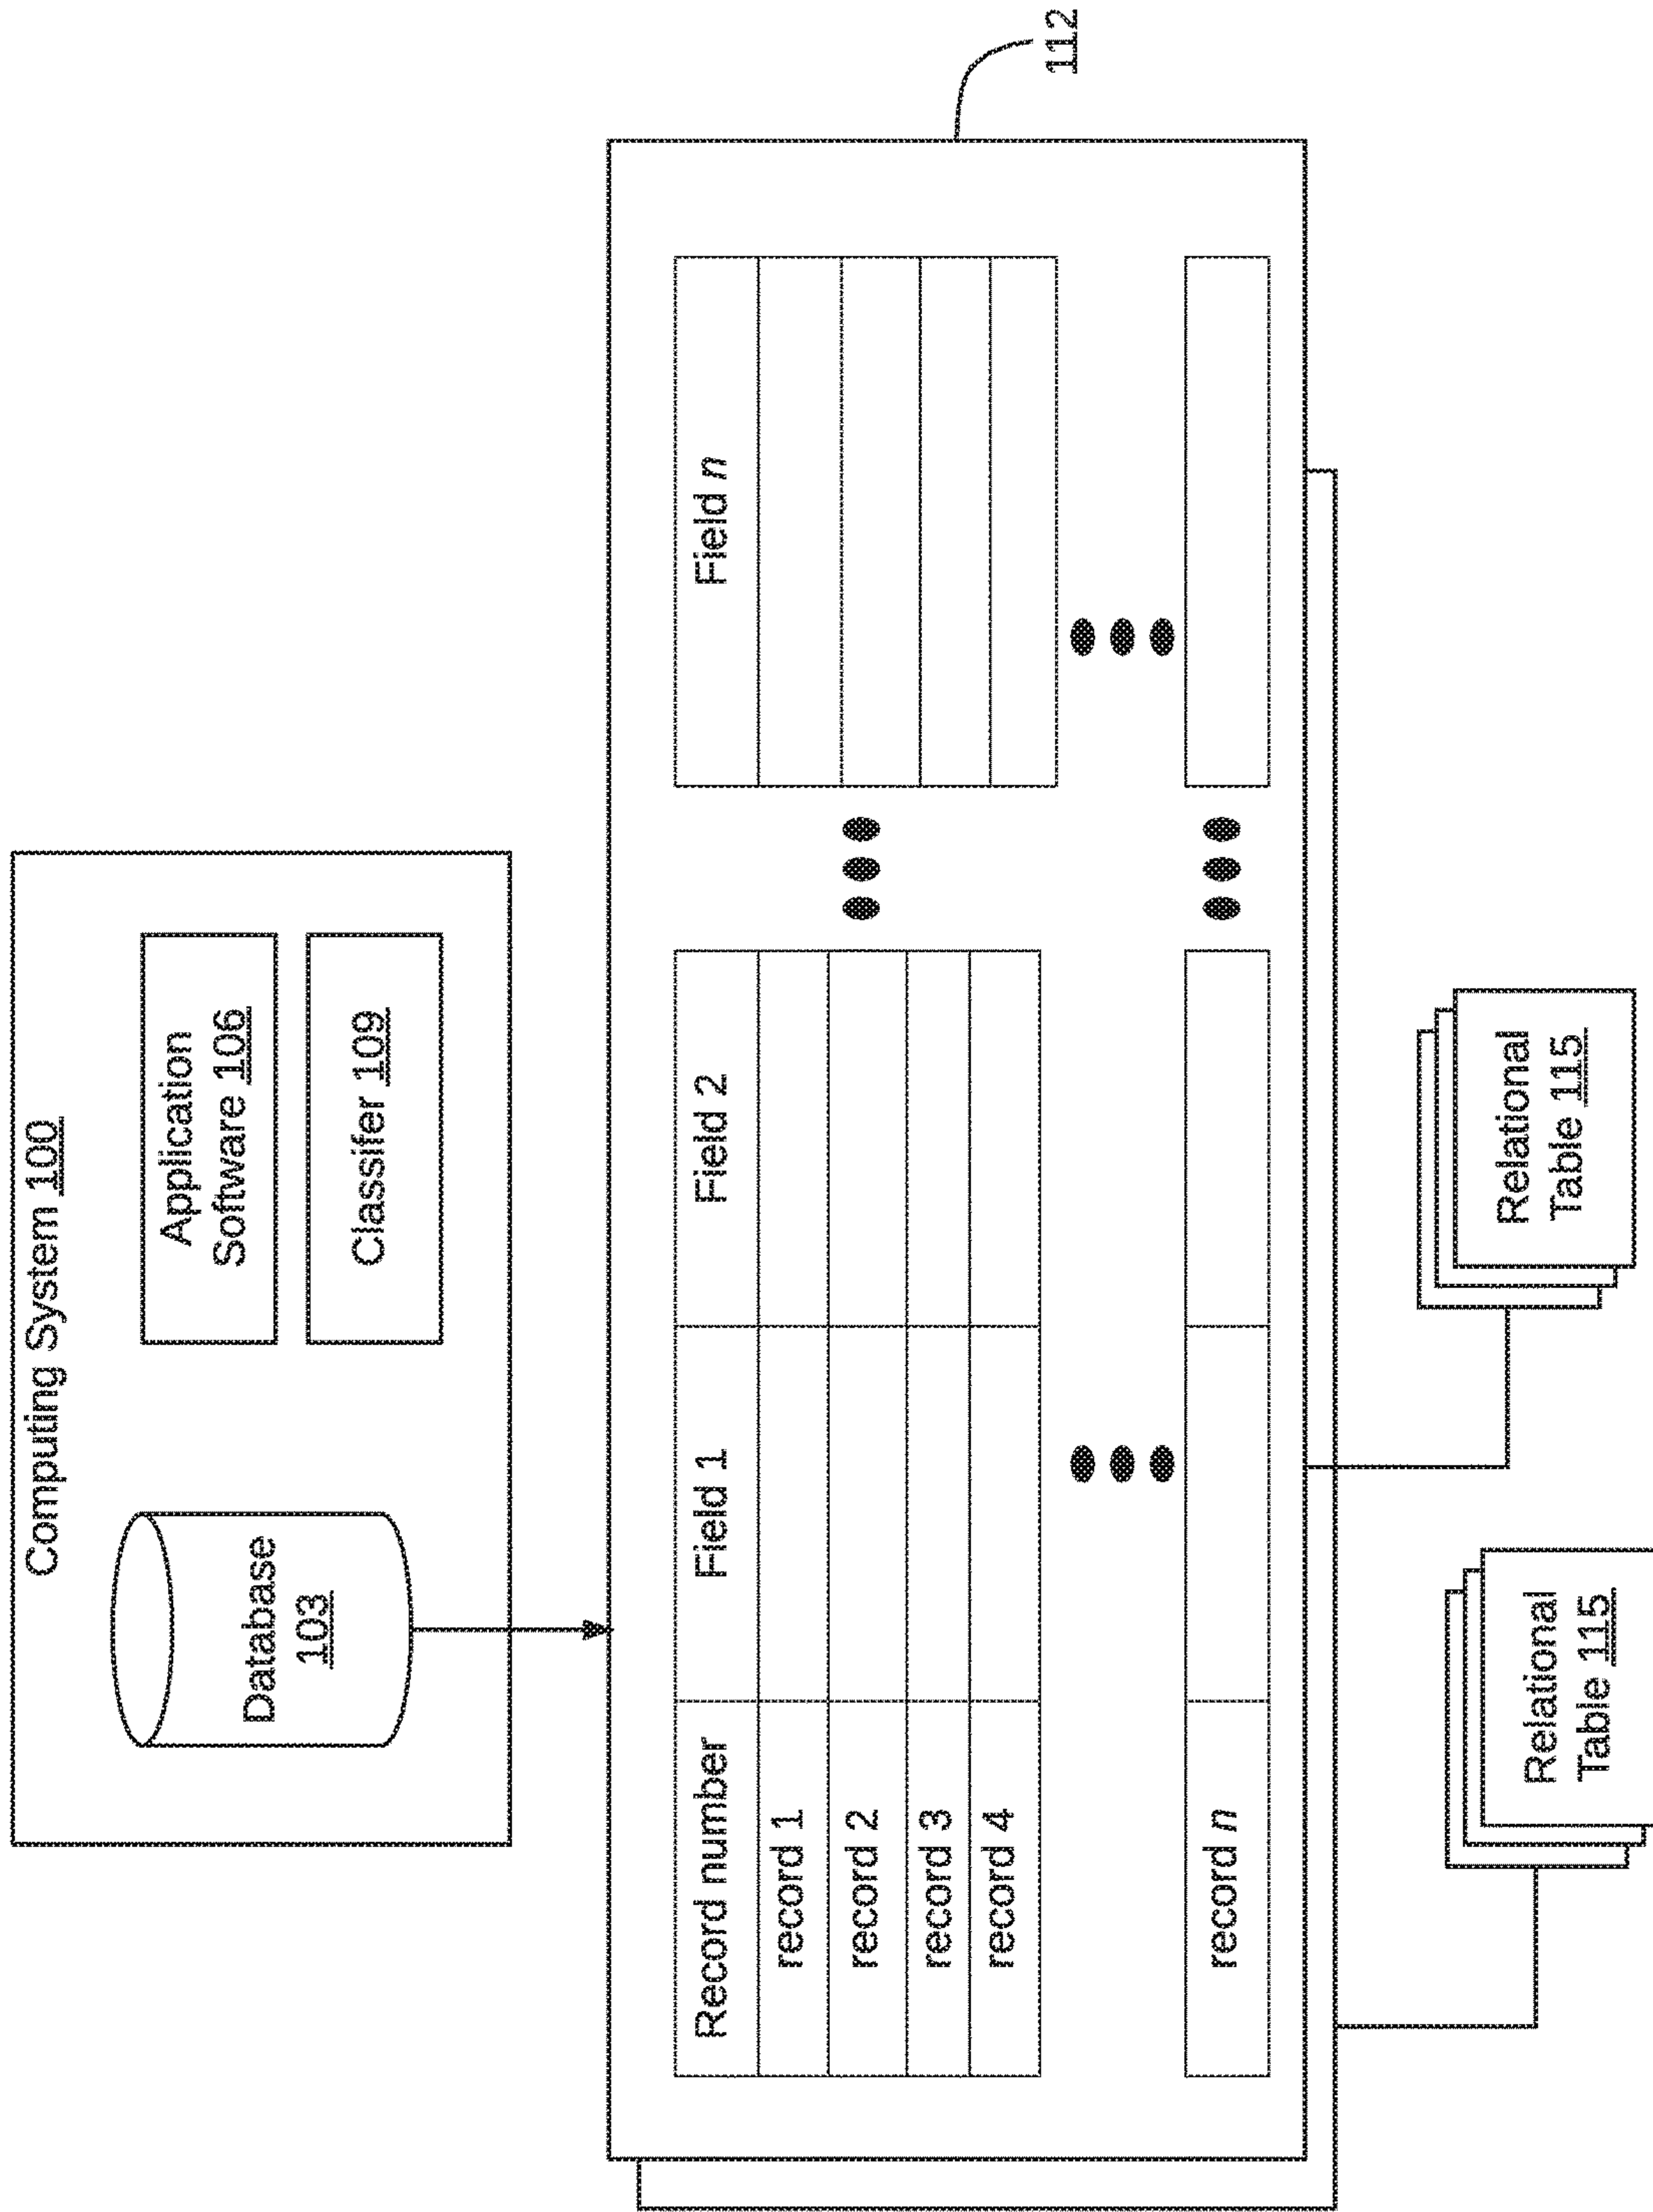 Computing System 100
Database
103
Application
Software 106
Classifer 109
112
Record number
Field 1
Field 2
Field n
record 1
record 2
record 3
record 4
record n
Relational
Table 115
Relational
Table 115